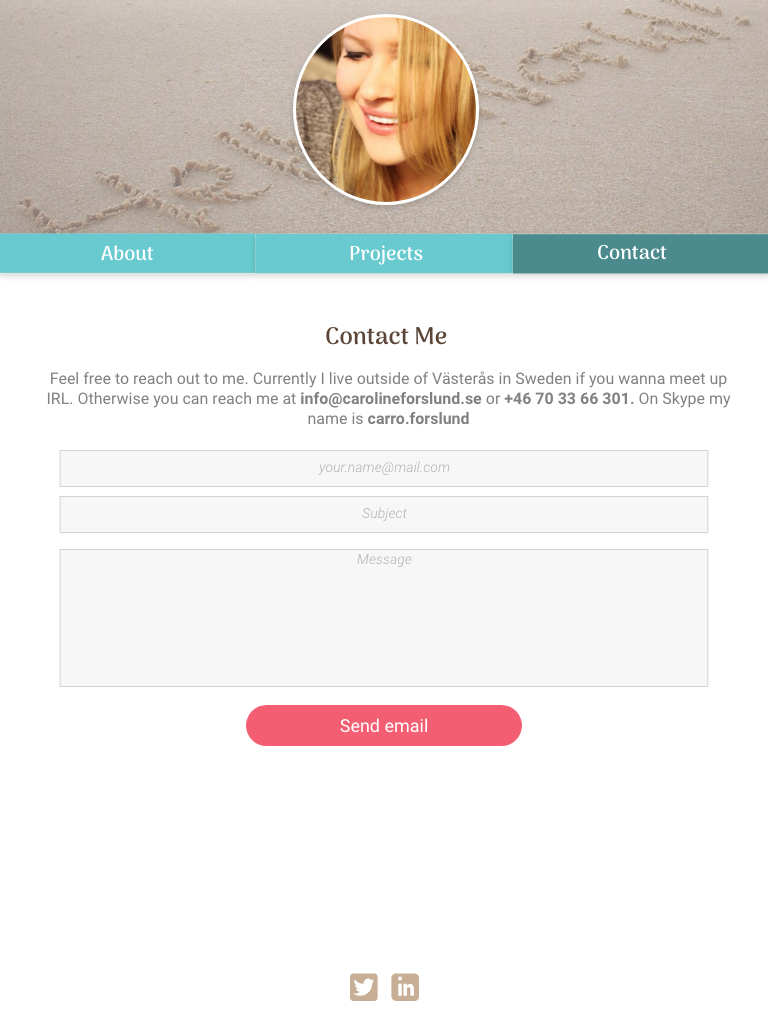 About
Projects
Contact
Contact Me
Feel free to reach out to me. Currently I live outside of Västerås in Sweden if you wanna meet up
IRL. Otherwise you can reach me at info@carolineforslund.se or +46 70 33 66 301. On Skype my
name is carro.forslund
your.name@mail.com
Subject
Message
Send email
in